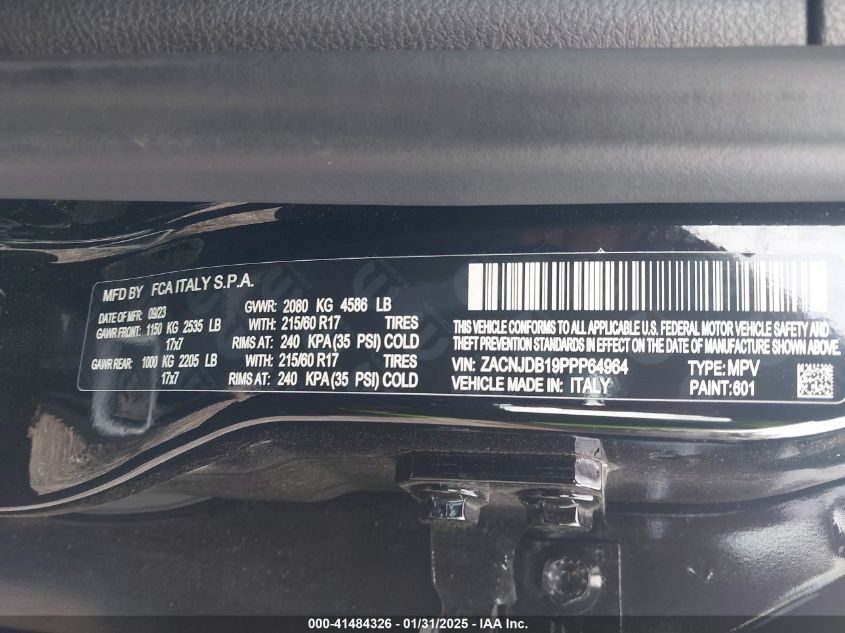 MFD BY FCA ITALY S.P.A.
DATE OF MFR: 09/23 GVWR: 2080 KG 4586 LB
GAWR FRONT: 1150 KG 2535 LB WITH: 215/60 R17 TIRES
17x7 RIMS AT: 240 KPA (35 PSI) COLD
GAWR REAR: 1000 KG 2205 LB WITH: 215/60 R17 TIRES
17x7 RIMS AT: 240 KPA (35 PSI) COLD
THIS VEHICLE CONFORMS TO ALL APPLICABLE U.S. FEDERAL MOTOR VEHICLE SAFETY AND
THEFT PREVENTION STANDARDS IN EFFECT ON THE DATE OF MANUFACTURE SHOWN ABOVE.
VIN: ZACNJDB19PPP64964 TYPE: MPV
VEHICLE MADE IN: ITALY PAINT: 601
000-41484326 - 01/31/2025 - IAA Inc.